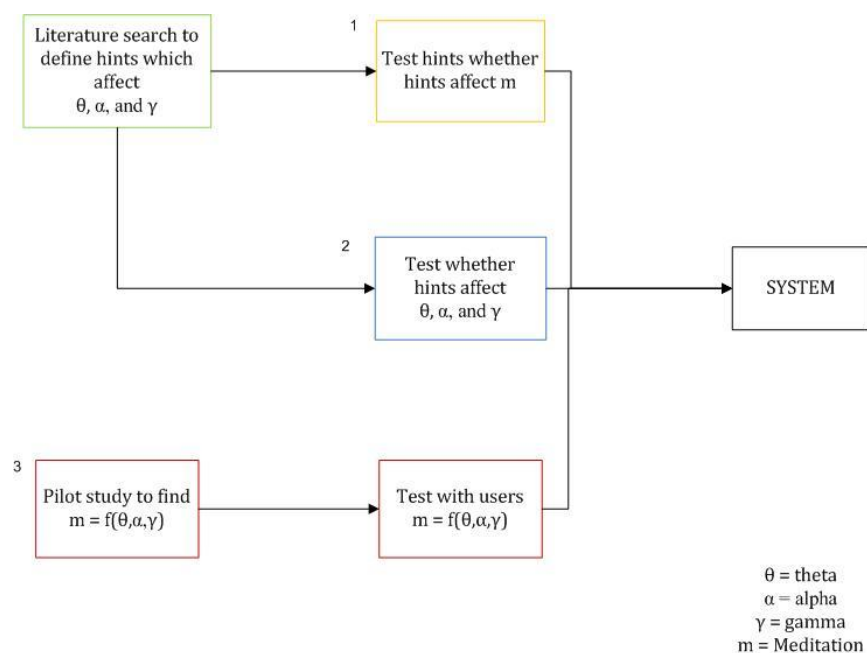 Literature search to
define hints which
affect
θ, α, and γ
1
Test hints whether
hints affect m
2
Test whether
hints affect
θ, α, and γ
SYSTEM
3
Pilot study to find
m = f(θ,α,γ)
Test with users
m = f(θ,α,γ)
θ = theta
α = alpha
γ = gamma
m = Meditation